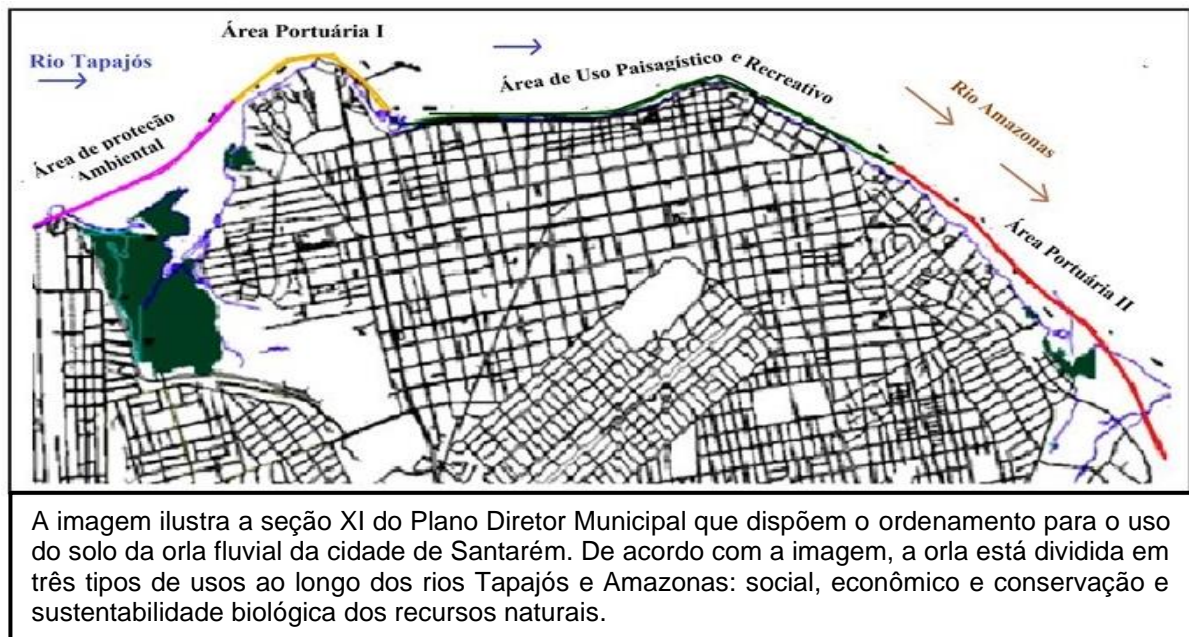 Área Portuária I
Rio Tapajós
Área de Uso Paisagístico e Recreativo
Rio Amazonas
Área de proteção
Ambiental
Área Portuária II
A imagem ilustra a seção XI do Plano Diretor Municipal que dispõem o ordenamento para o uso
do solo da orla fluvial da cidade de Santarém. De acordo com a imagem, a orla está dividida em
três tipos de usos ao longo dos rios Tapajós e Amazonas: social, econômico e conservação e
sustentabilidade biológica dos recursos naturais.